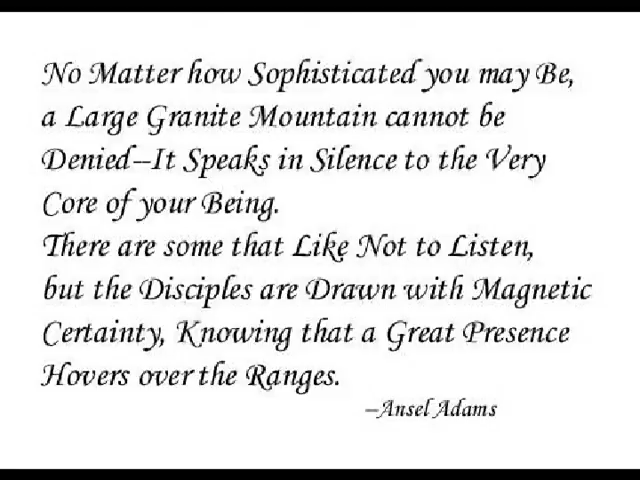 No Matter how Sophisticated you may Be,
a Large Granite Mountain cannot be
Denied--It Speaks in Silence to the Very
Core of your Being.
There are some that Like Not to Listen,
but the Disciples are Drawn with Magnetic
Certainty, Knowing that a Great Presence
Hovers over the Ranges.
--Ansel Adams